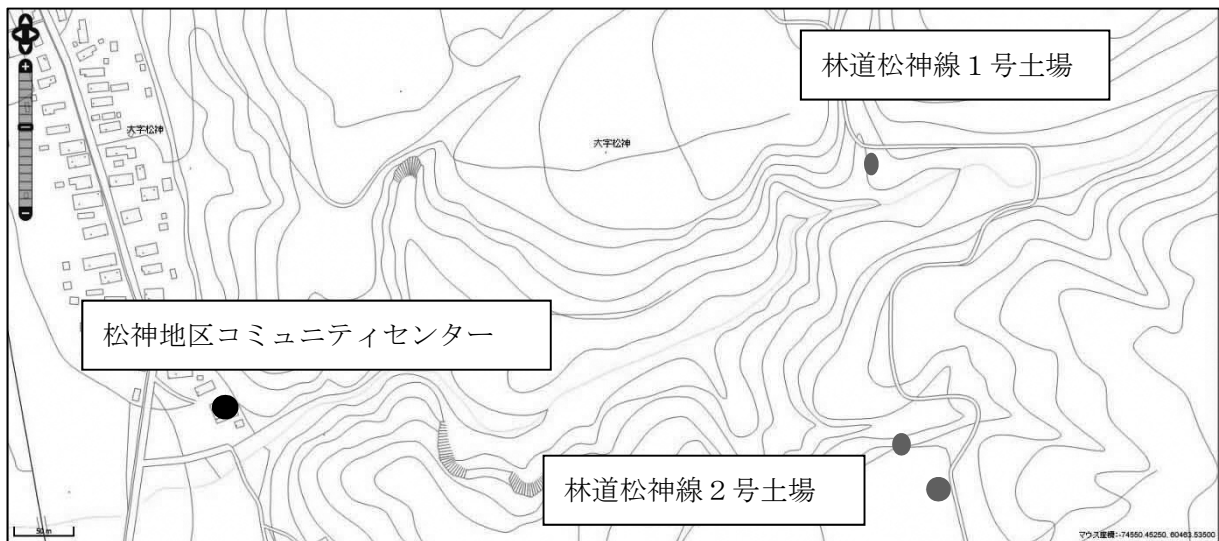 林道松神線１号土場
大字松神
大字松神
松神地区コミュニティセンター
林道松神線２号土場
50 m
マウス座標:-74550.45250, 60463.53500